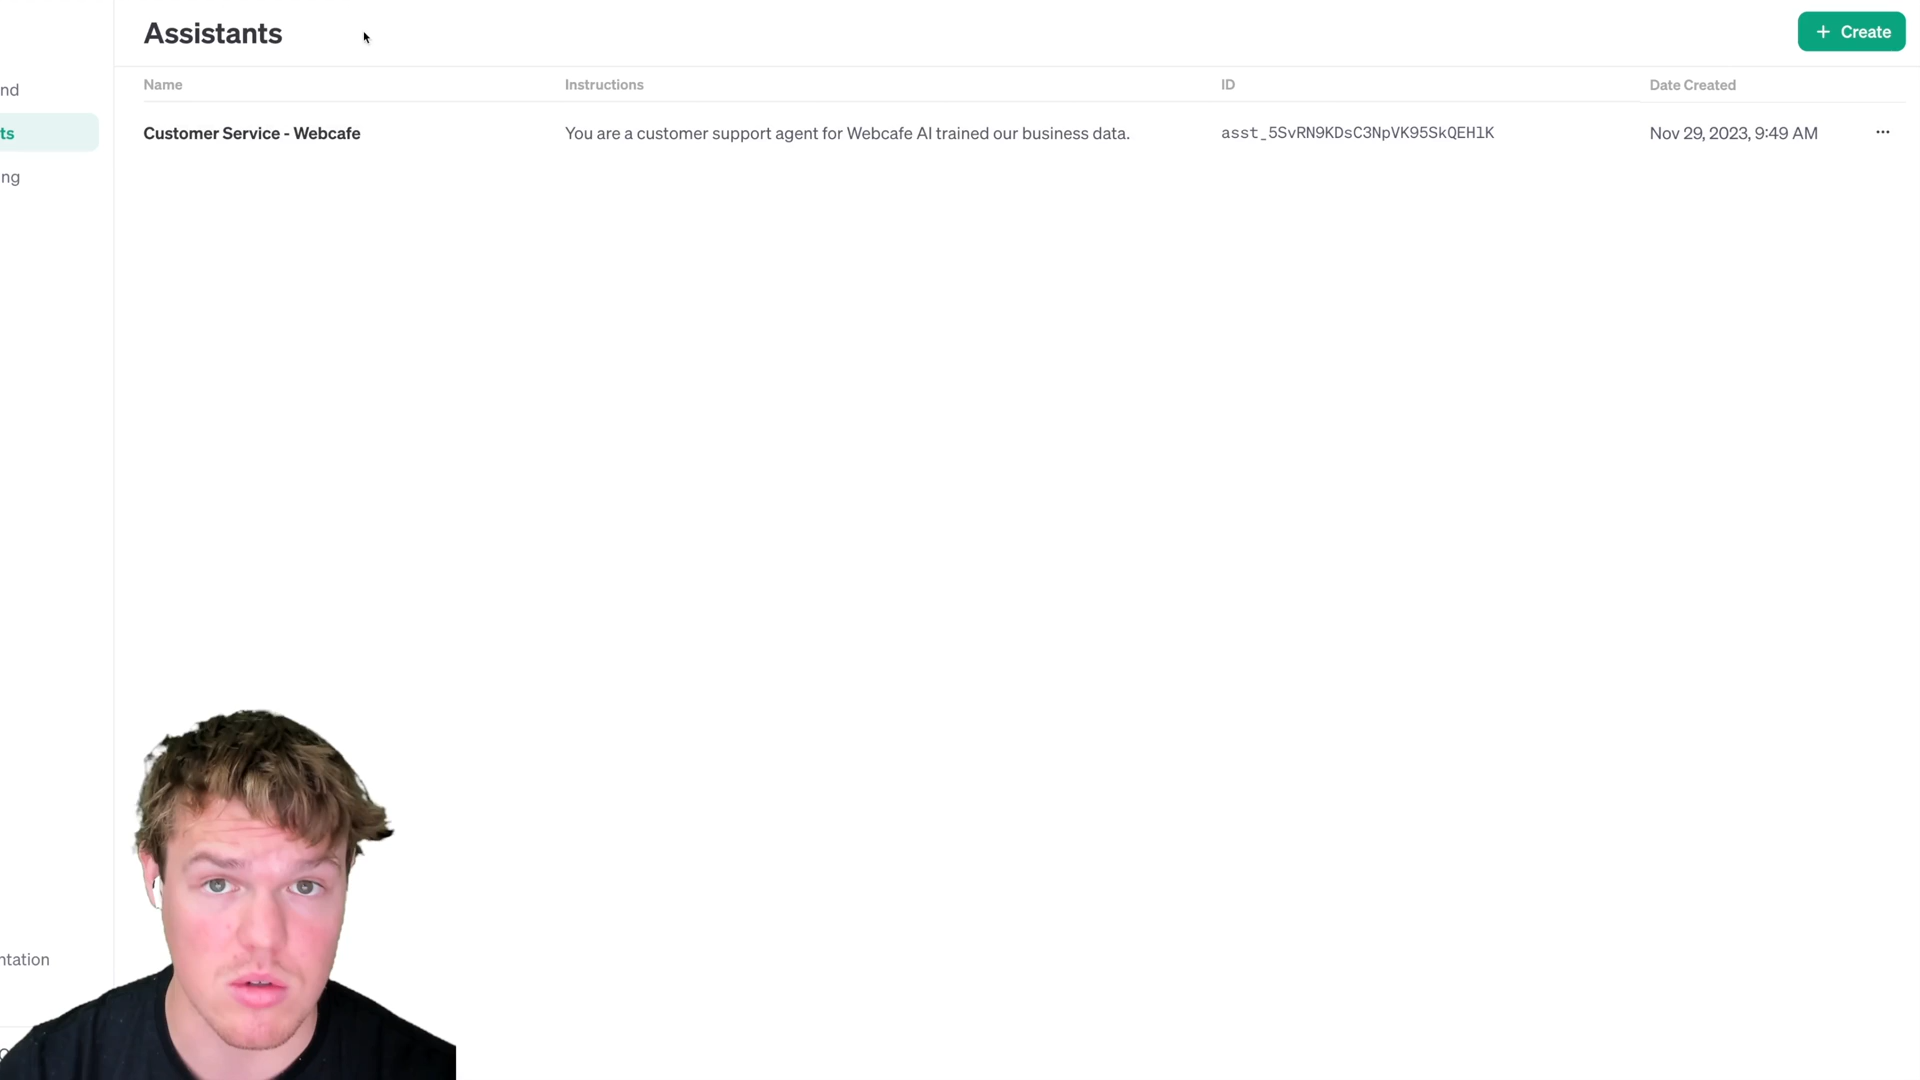 Assistants
+ Create
nd
ts
ng
Name Instructions ID Date Created
Customer Service - Webcafe You are a customer support agent for Webcafe AI trained our business data. asst_5SvRN9KDsC3NpVK95SkQEHlK Nov 29, 2023, 9:49 AM ...
ntation